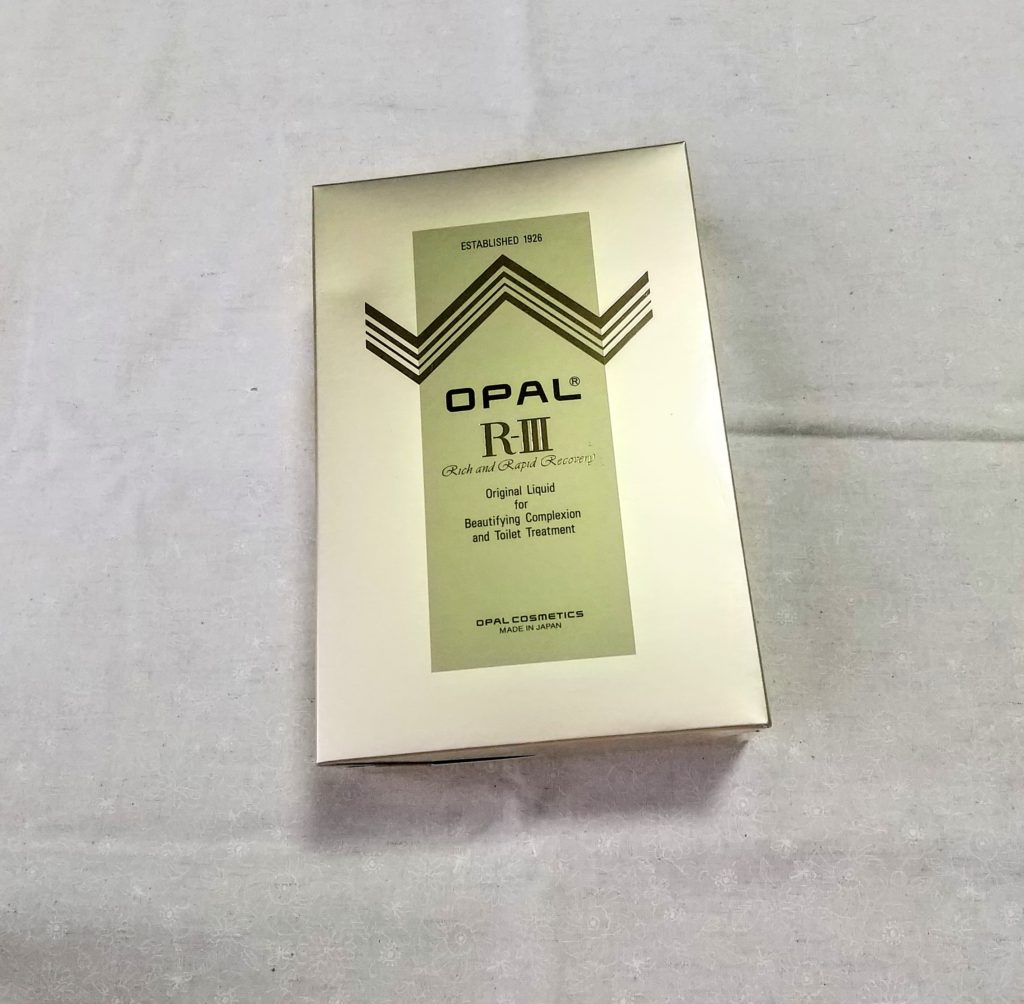 ESTABLISHED 1926
OPAL®
R-III
Rich and Rapid Recovery
Original Liquid
for
Beautifying Complexion
and Toilet Treatment
OPAL COSMETICS
MADE IN JAPAN